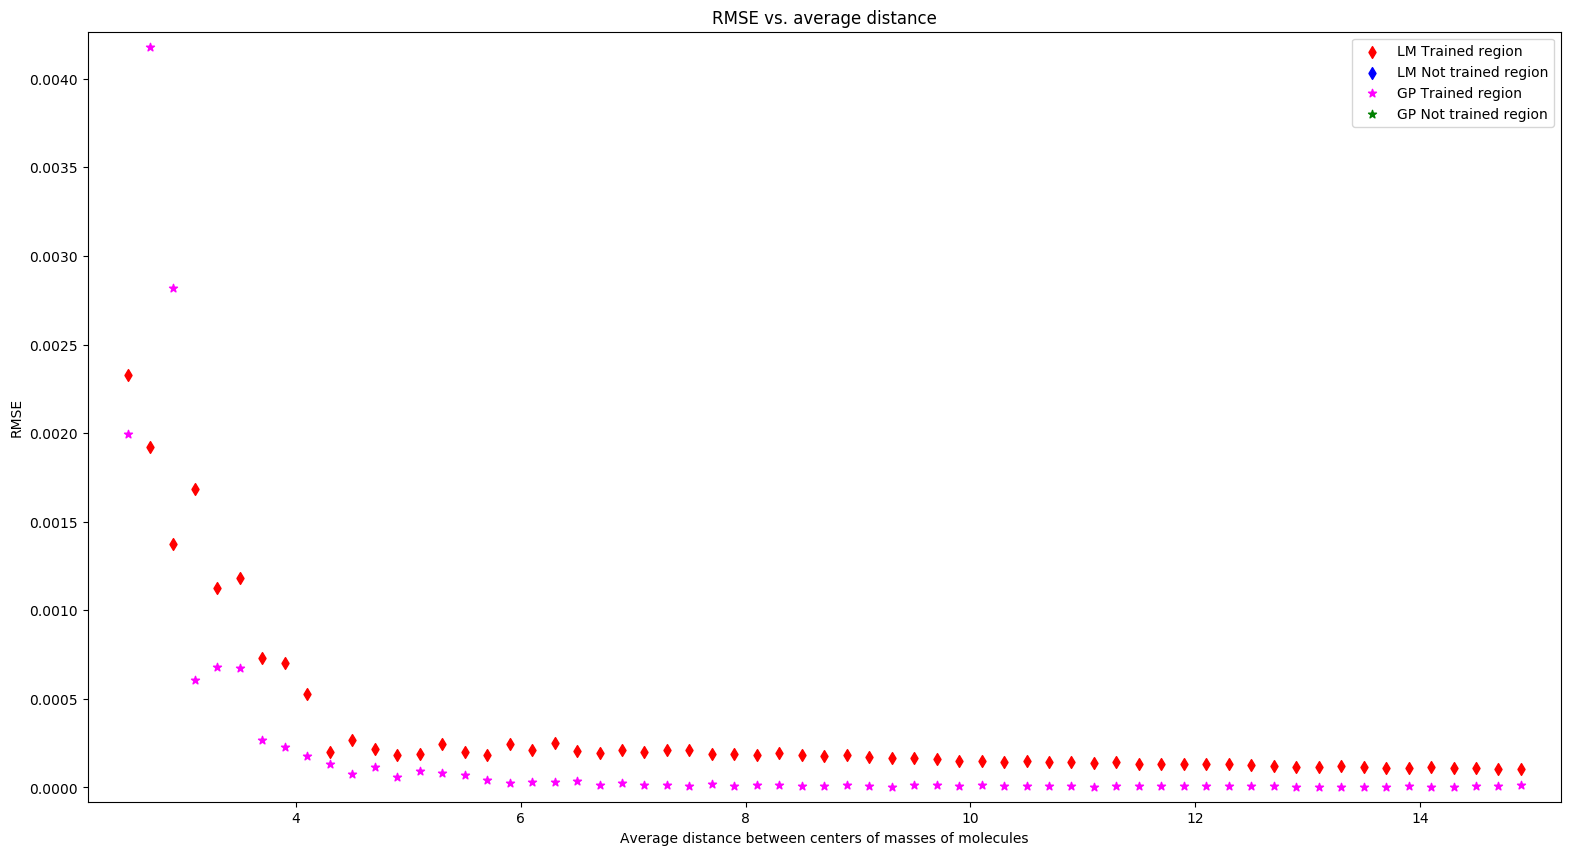 RMSE vs. average distance
LM Trained region
LM Not trained region
GP Trained region
GP Not trained region
0.0040
0.0035
0.0030
0.0025
0.0020
0.0015
0.0010
0.0005
0.0000
RMSE
4 6 8 10 12 14
Average distance between centers of masses of molecules